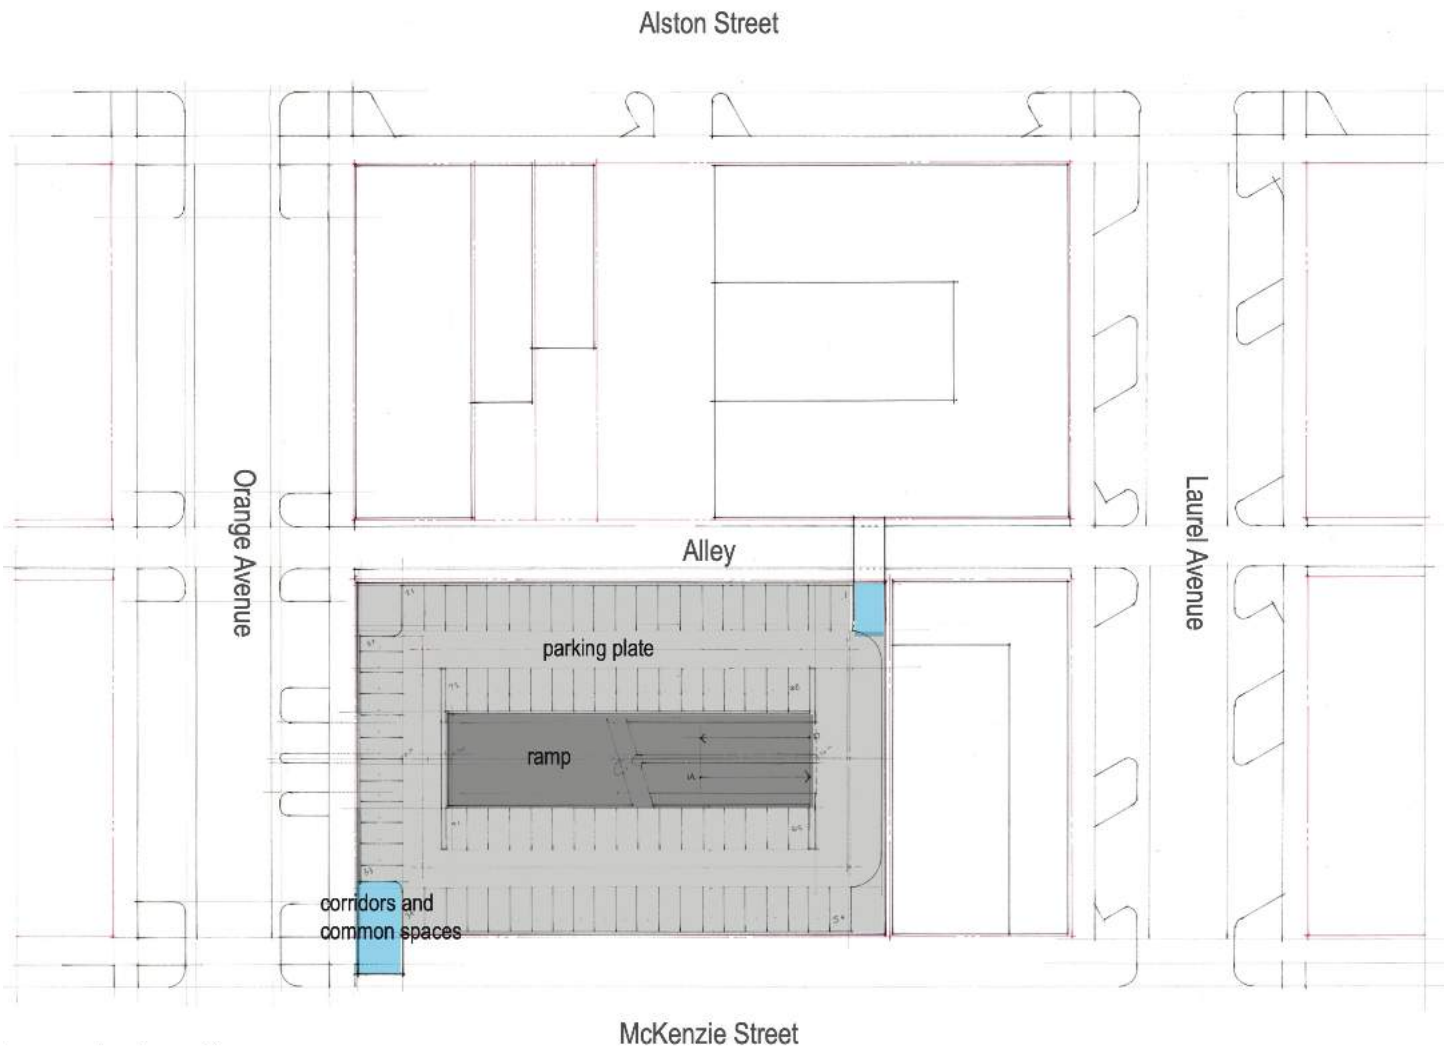 Alston Street
Orange Avenue
Laurel Avenue
Alley
parking plate
ramp
corridors and
common spaces
McKenzie Street